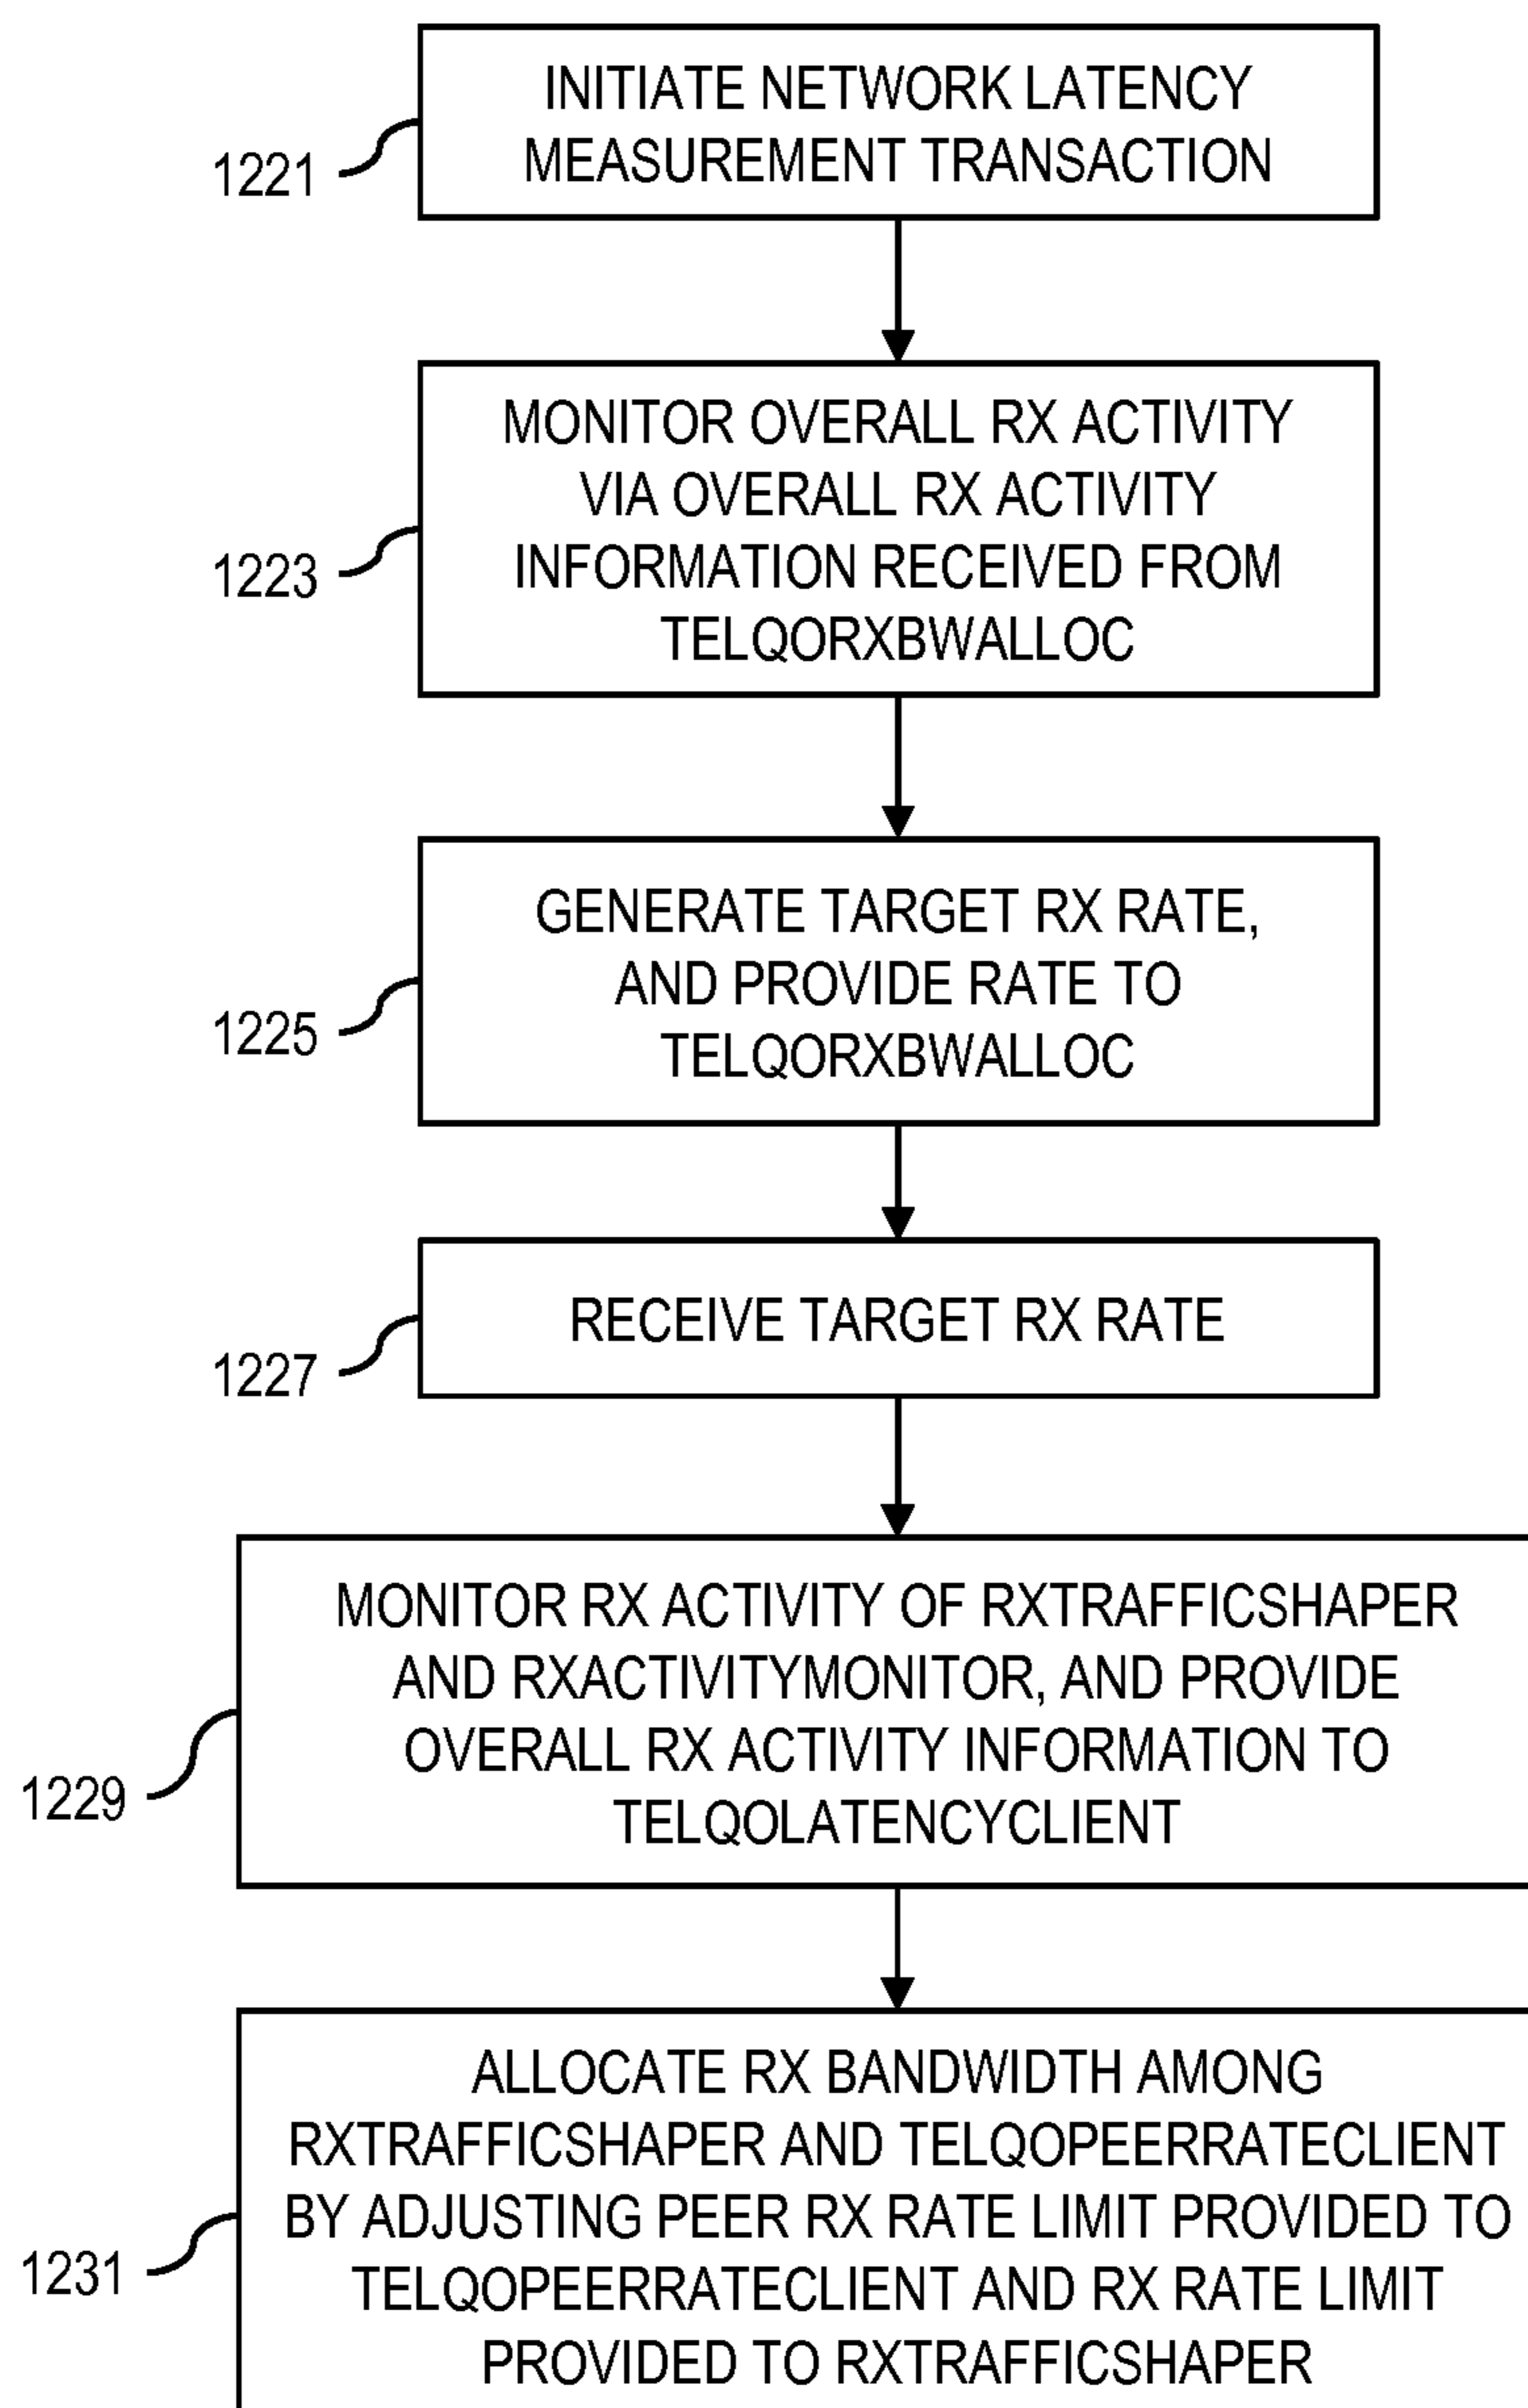 INITIATE NETWORK LATENCY
MEASUREMENT TRANSACTION
1221
MONITOR OVERALL RX ACTIVITY
VIA OVERALL RX ACTIVITY
INFORMATION RECEIVED FROM
TELQORXBWALLOC
1223
GENERATE TARGET RX RATE,
AND PROVIDE RATE TO
TELQORXBWALLOC
1225
RECEIVE TARGET RX RATE
1227
MONITOR RX ACTIVITY OF RXTRAFFICSHAPER
AND RXACTIVITYMONITOR, AND PROVIDE
OVERALL RX ACTIVITY INFORMATION TO
TELQOLATENCYCLIENT
1229
ALLOCATE RX BANDWIDTH AMONG
RXTRAFFICSHAPER AND TELQOPEERRATECLIENT
BY ADJUSTING PEER RX RATE LIMIT PROVIDED TO
TELQOPEERRATECLIENT AND RX RATE LIMIT
PROVIDED TO RXTRAFFICSHAPER
1231